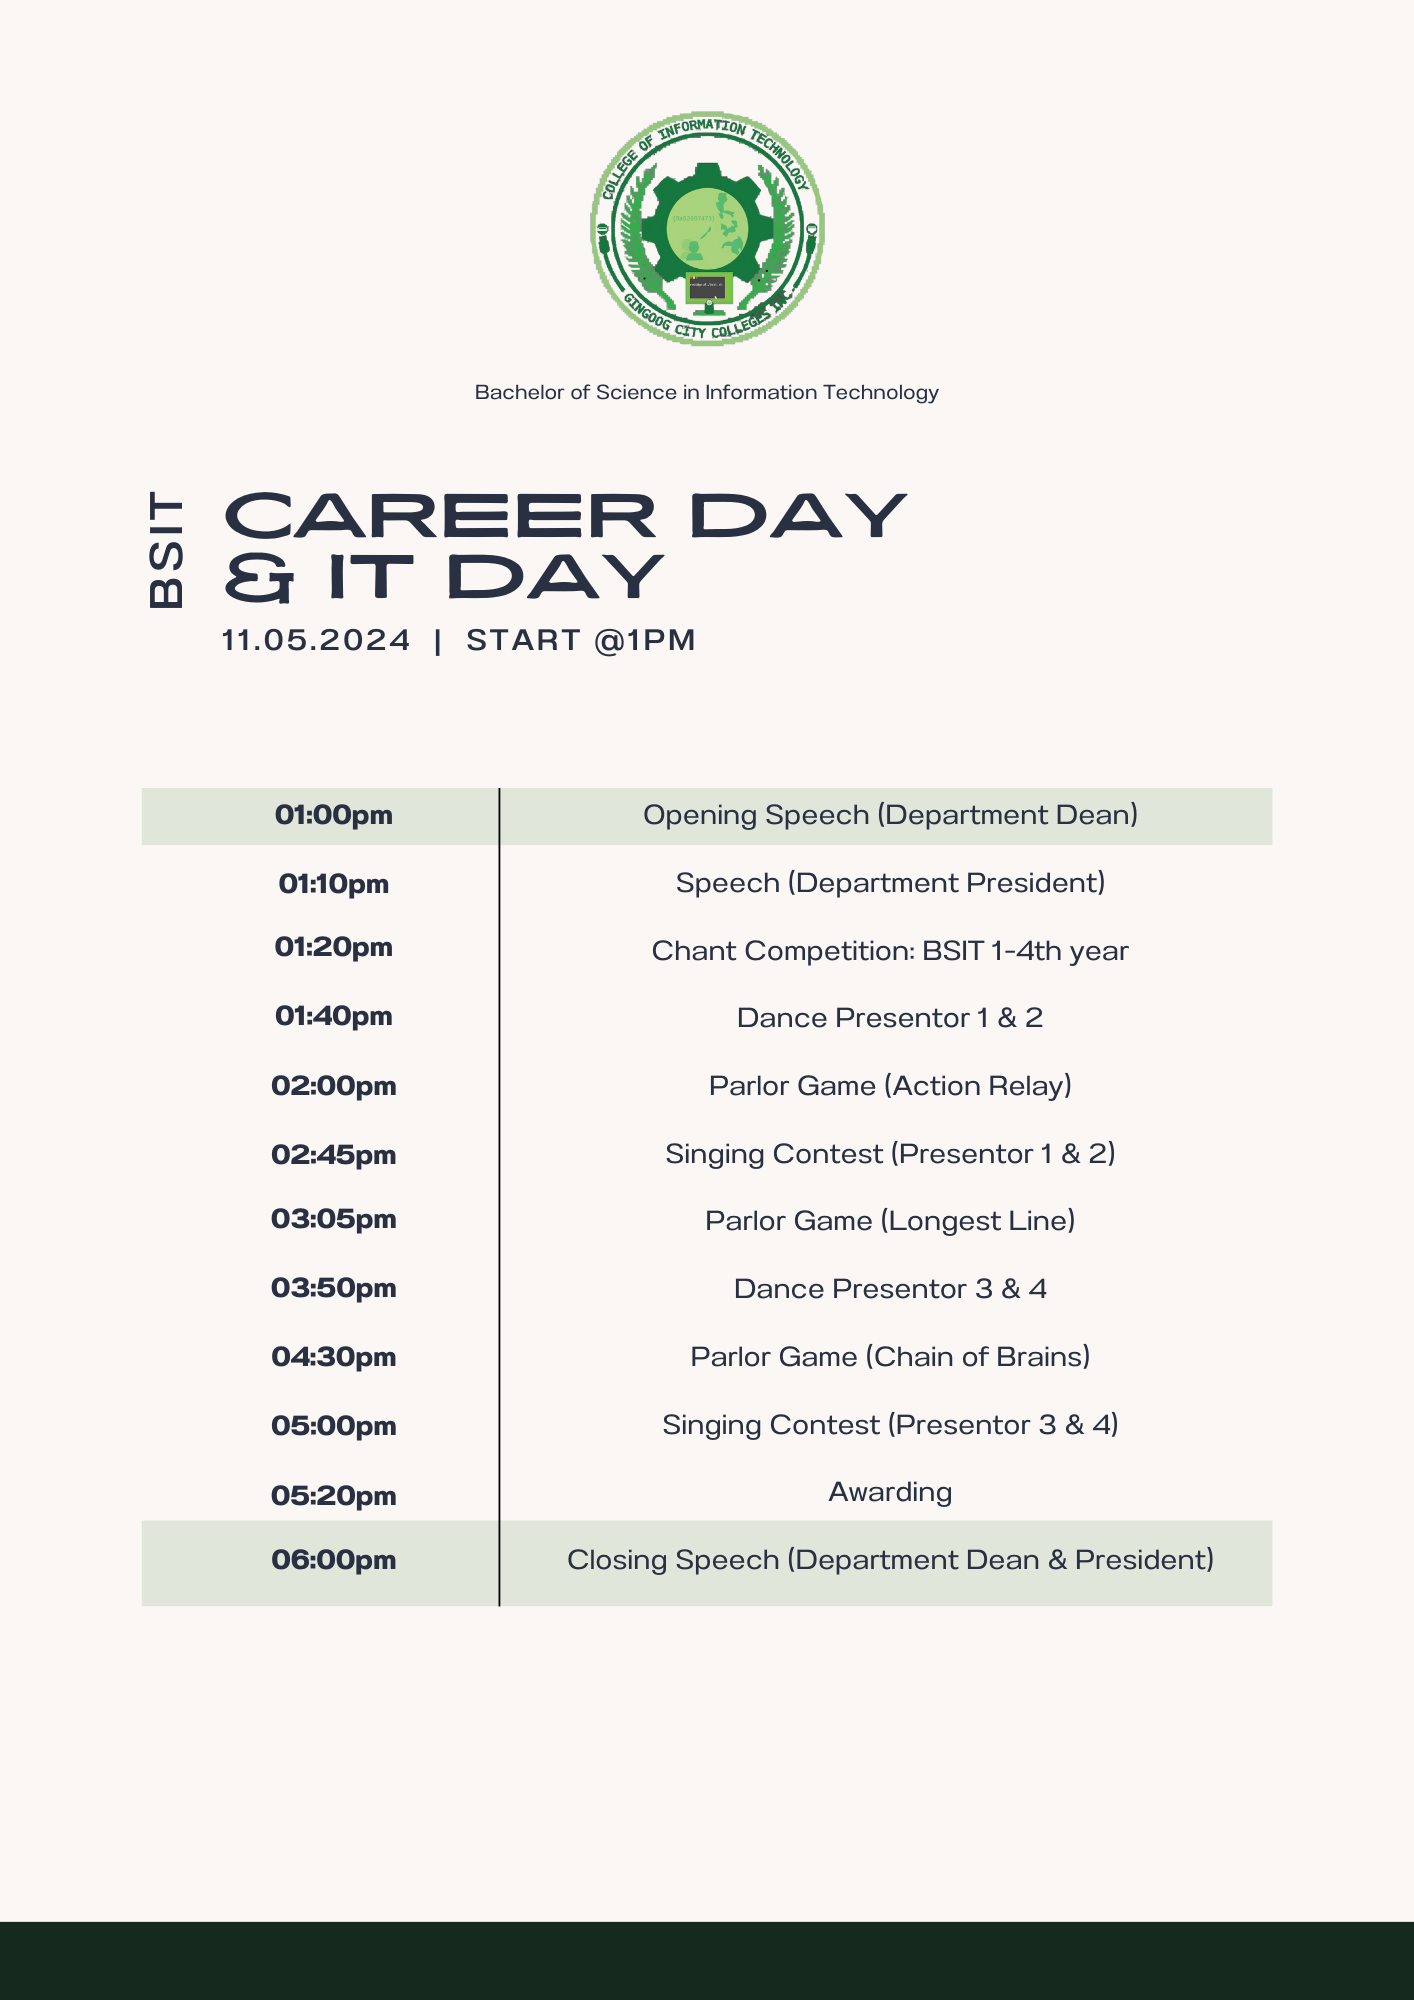 COLLEGE OF INFORMATION TECHNOLOGY
GINGOOG CITY COLLEGES INC.
Bachelor of Science in Information Technology
BSIT
CAREER DAY
& IT DAY
11.05.2024 | START @1PM
01:00pm Opening Speech (Department Dean)
01:10pm Speech (Department President)
01:20pm Chant Competition: BSIT 1-4th year
01:40pm Dance Presentor 1 & 2
02:00pm Parlor Game (Action Relay)
02:45pm Singing Contest (Presentor 1 & 2)
03:05pm Parlor Game (Longest Line)
03:50pm Dance Presentor 3 & 4
04:30pm Parlor Game (Chain of Brains)
05:00pm Singing Contest (Presentor 3 & 4)
05:20pm Awarding
06:00pm Closing Speech (Department Dean & President)